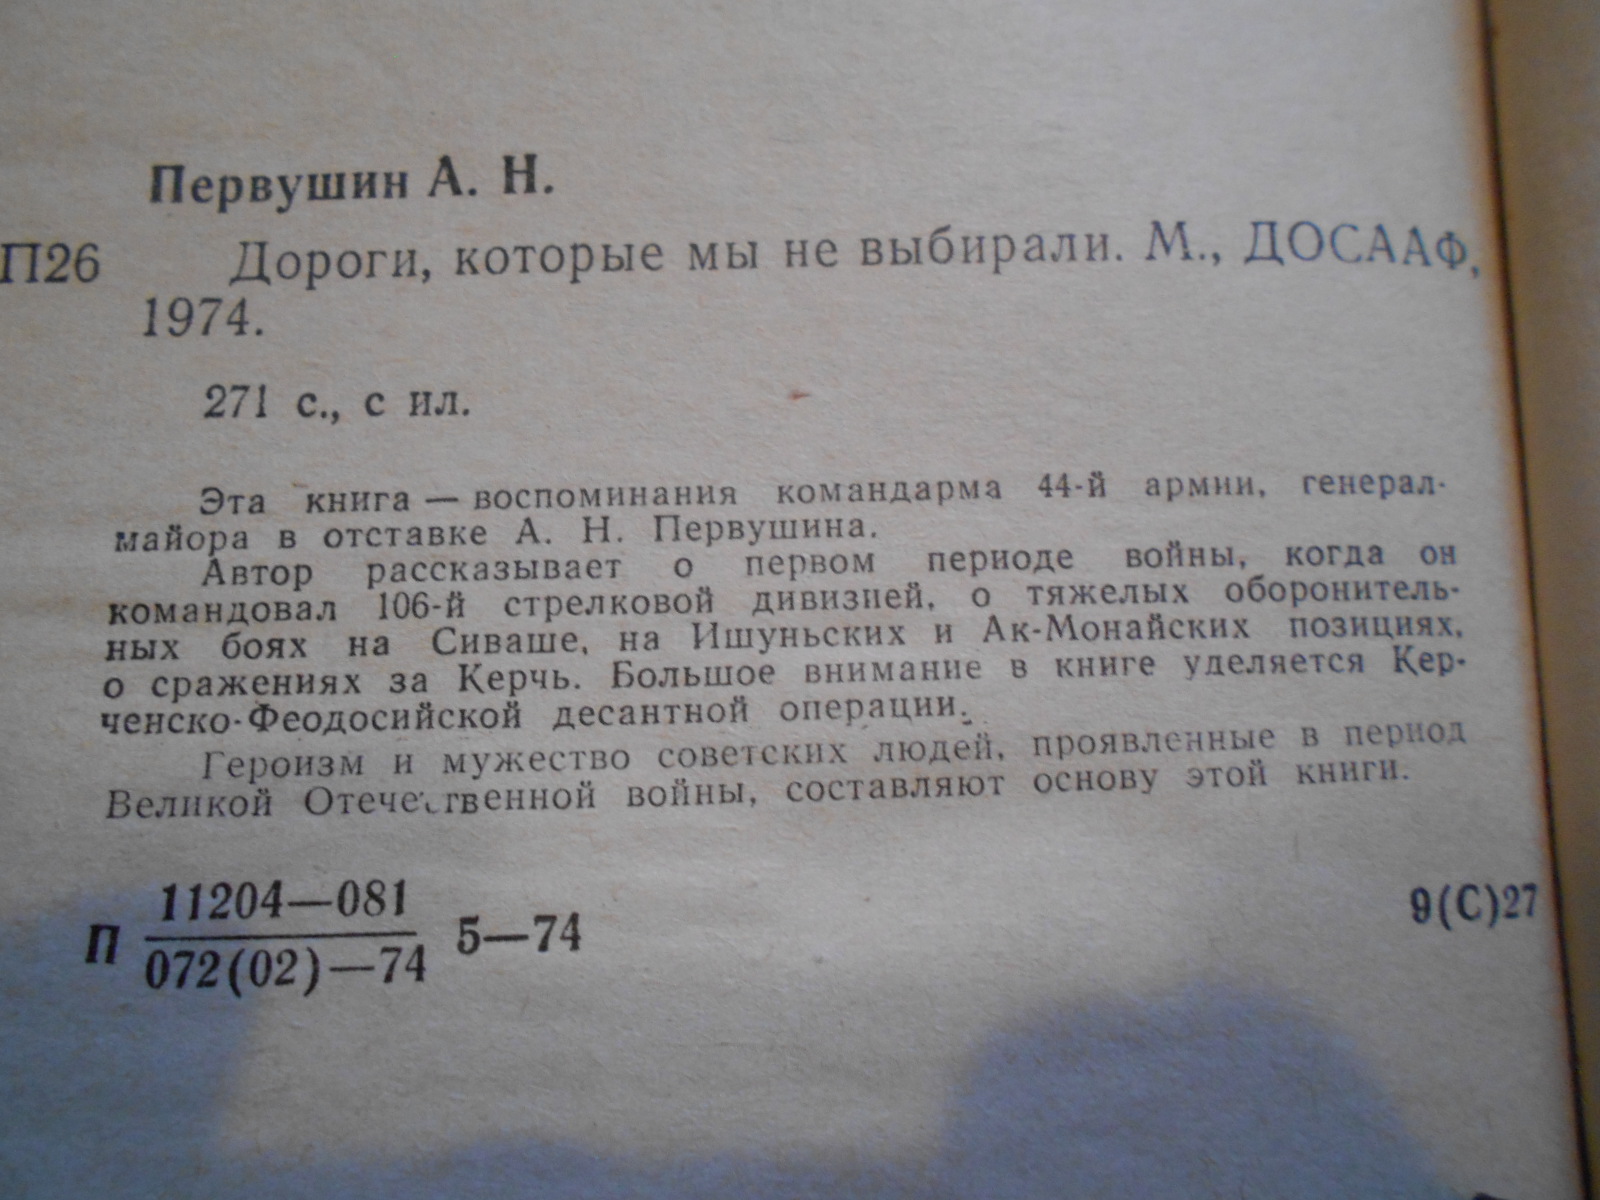 Первушин А. Н.
П26 Дороги, которые мы не выбирали. М., ДОСААФ,
1974.
271 с., с ил.
Эта книга — воспоминания командарма 44-й армии, генерал-
майора в отставке А. Н. Первушина.
Автор рассказывает о первом периоде войны, когда он
командовал 106-й стрелковой дивизией, о тяжелых оборонитель-
ных боях на Сиваше, на Ишуньских и Ак-Монайских позициях,
о сражениях за Керчь. Большое внимание в книге уделяется Кер-
ченско-Феодосийской десантной операции.
Героизм и мужество советских людей, проявленные в период
Великой Отечественной войны, составляют основу этой книги.
П 11204—081
072(02)—74 5—74
9(С)27